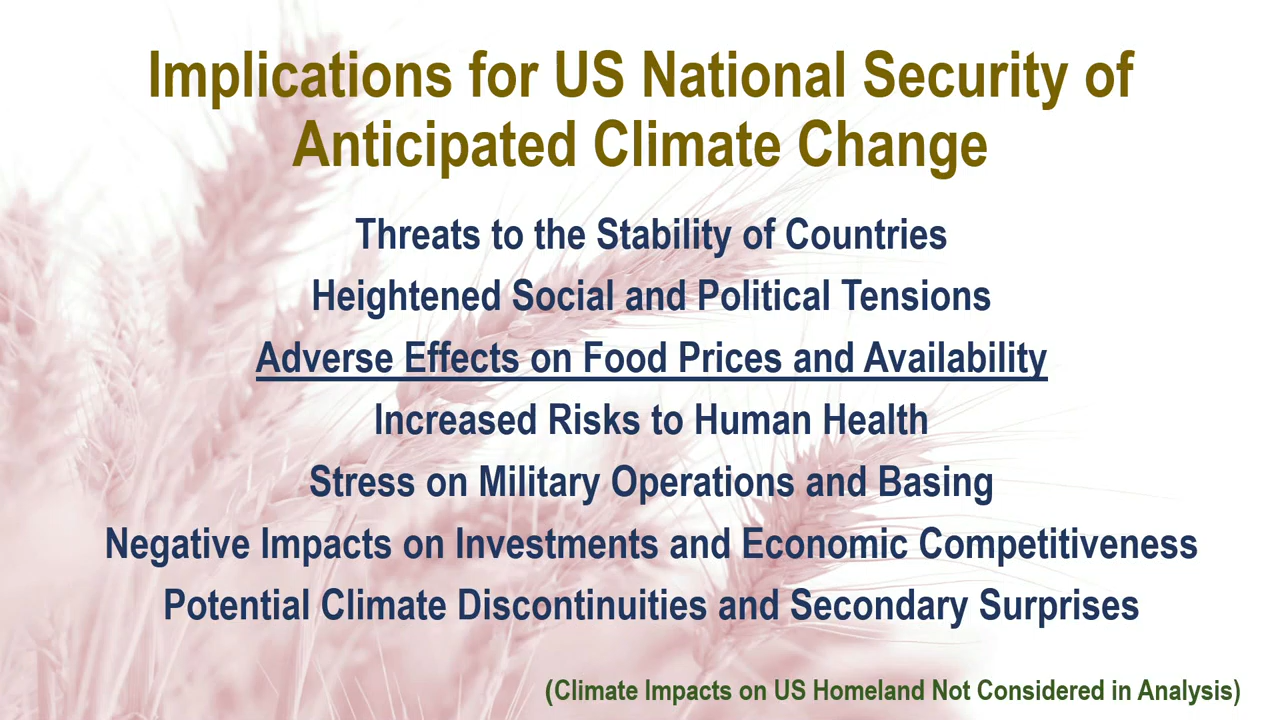 Implications for US National Security of
Anticipated Climate Change
Threats to the Stability of Countries
Heightened Social and Political Tensions
Adverse Effects on Food Prices and Availability
Increased Risks to Human Health
Stress on Military Operations and Basing
Negative Impacts on Investments and Economic Competitiveness
Potential Climate Discontinuities and Secondary Surprises
(Climate Impacts on US Homeland Not Considered in Analysis)